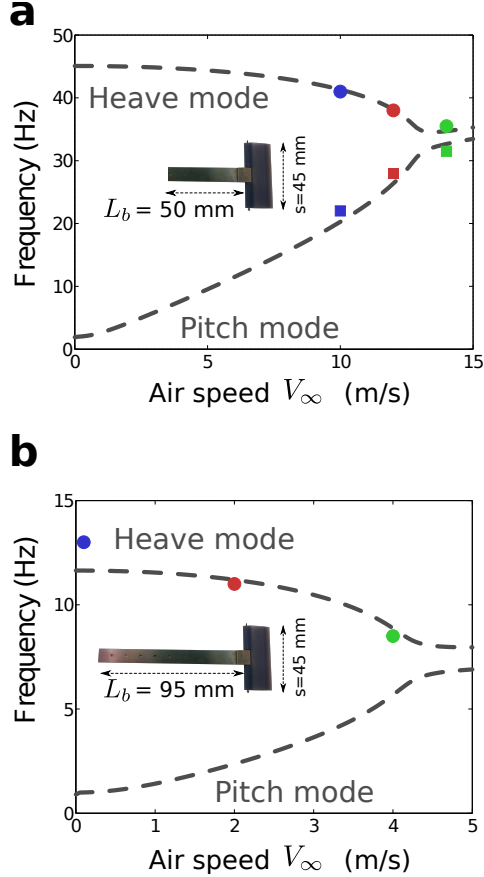 a
50
40
30
20
10
0
Frequency (Hz)
Heave mode
L_b = 50 mm
s=45 mm
Pitch mode
0 5 10 15
Air speed V_∞ (m/s)
b
15
10
5
0
Frequency (Hz)
Heave mode
L_b = 95 mm
s=45 mm
Pitch mode
0 1 2 3 4 5
Air speed V_∞ (m/s)